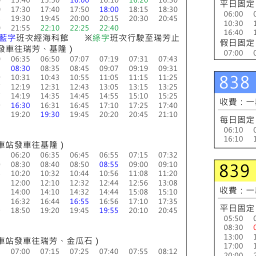 17:30 17:40 17:50 18:00 18:15 18:30
19:30 19:45 20:00 20:15 20:30 20:45
21:55 22:10 22:25 22:40
藍字班次經海科館 ※綠字班次行駛至瑞芳止
發車往瑞芳、基隆)
06:35 06:50 07:07 07:19 07:31 07:43
08:30 08:35 08:45 09:07 09:19 09:31
10:31 10:43 10:55 11:05 11:15 11:25
12:19 12:31 12:43 13:05 13:15 13:25
14:19 14:35 14:45 14:55 15:10 15:25
16:30 16:31 16:45 17:10 17:25 17:40
19:20 19:30 19:45 20:20 20:45 21:10
車站發車往基隆)
06:20 06:35 06:45 06:55 07:15 07:32
08:30 08:40 08:50 08:55 09:00 09:10
10:20 10:32 10:44 10:56 11:08 11:20
12:00 12:10 12:32 12:44 12:56 13:08
14:00 14:10 14:32 14:44 15:08 15:10
16:32 16:44 16:55 16:56 17:10 17:35
18:50 19:20 19:45 19:55 20:10 20:45
車站發車往瑞芳、金瓜石)
07:00 07:15 07:25 07:40 07:55 08:12
平日固定
06:00
10:30
16:40
假日固定
07:00
838
收費：一
每日固定
06:10
16:10
839
收費：一
平日固定
05:50
08:30
13:00
17:00
20:00